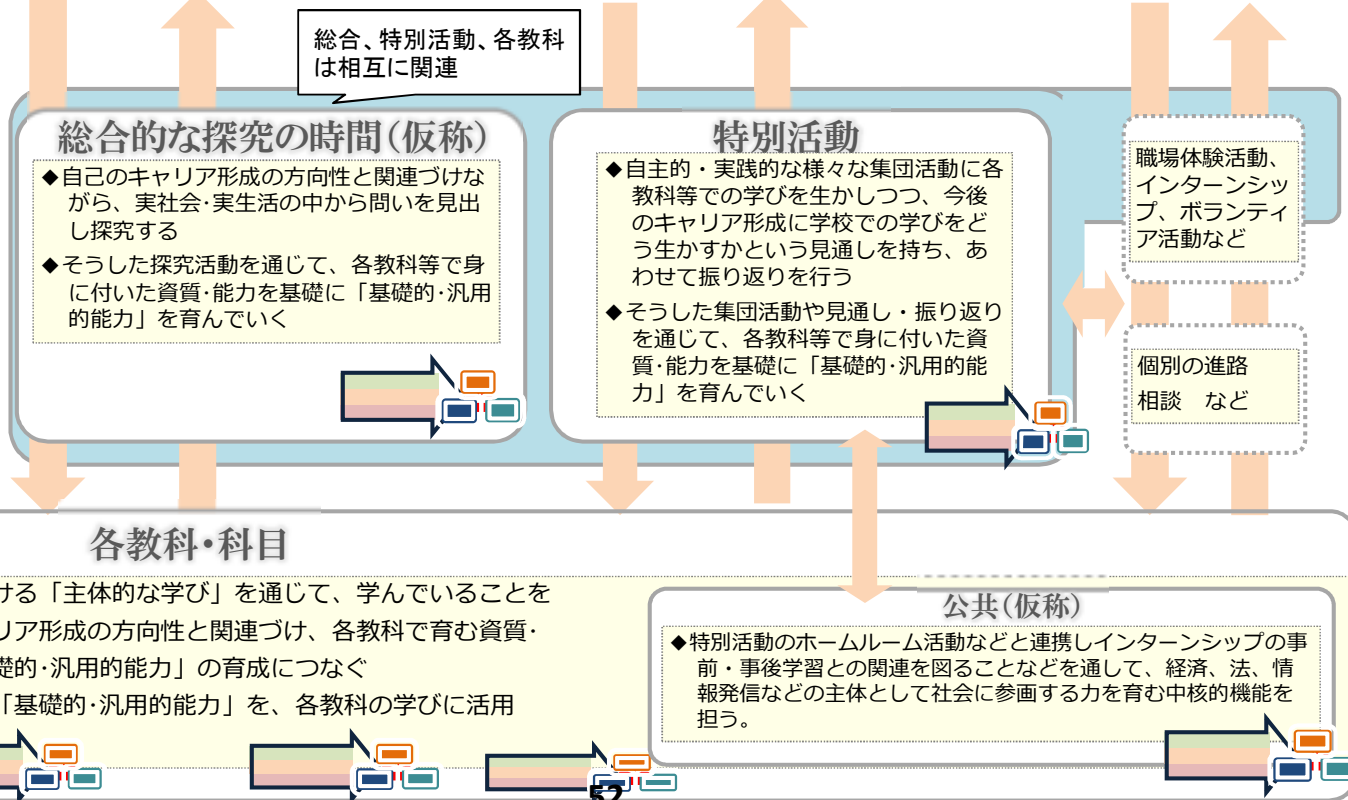 総合、特別活動、各教科
は相互に関連
総合的な探究の時間(仮称)
◆自己のキャリア形成の方向性と関連づけな
がら、実社会・実生活の中から問いを見出
し探究する
◆そうした探究活動を通じて、各教科等で身
に付いた資質・能力を基礎に「基礎的・汎用
的能力」を育んでいく
特別活動
◆自主的・実践的な様々な集団活動に各
教科等での学びを生かしつつ、今後
のキャリア形成に学校での学びをど
う生かすかという見通しを持ち、あ
わせて振り返りを行う
◆そうした集団活動や見通し・振り返り
を通じて、各教科等で身に付いた資
質・能力を基礎に「基礎的・汎用的能
力」を育んでいく
職場体験活動、
インターンシッ
プ、ボランティ
ア活動など
個別の進路
相談　など
各教科・科目
ける「主体的な学び」を通じて、学んでいることを
リア形成の方向性と関連づけ、各教科で育む資質・
礎的・汎用的能力」の育成につなぐ
「基礎的・汎用的能力」を、各教科の学びに活用
公共(仮称)
◆特別活動のホームルーム活動などと連携しインターンシップの事
前・事後学習との関連を図ることなどを通して、経済、法、情
報発信などの主体として社会に参画する力を育む中核的機能を
担う。
52